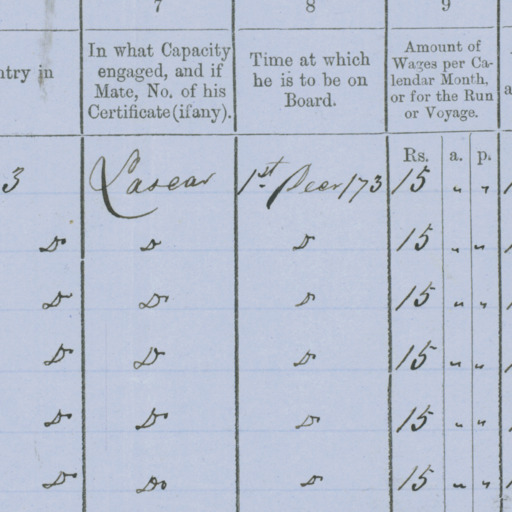 7 8 9
ntry in
In what Capacity engaged, and if Mate, No. of his Certificate (if any).
Time at which he is to be on Board.
Amount of Wages per Calendar Month, or for the Run or Voyage.
Rs. a. p.
3 Lascar 1st Decr 173 15 " "
Do Do Do 15 " "
Do Do Do 15 " "
Do Do Do 15 " "
Do Do Do 15 " "
Do Do Do 15 " "